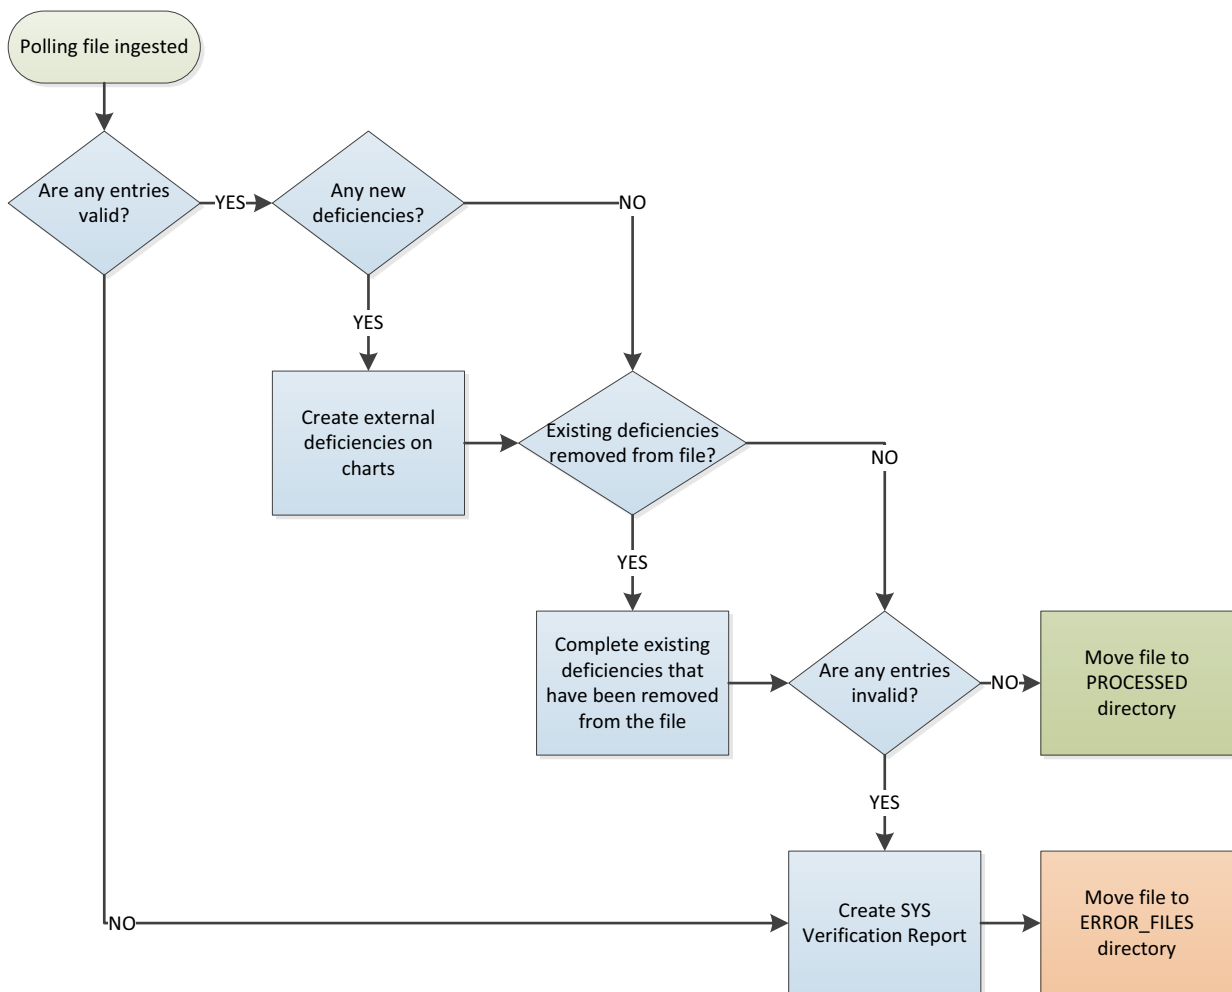 Polling file ingested
Are any entries
valid?
YES
Any new
deficiencies?
NO
YES
Create external
deficiencies on
charts
Existing deficiencies
removed from file?
NO
YES
Complete existing
deficiencies that
have been removed
from the file
Are any entries
invalid?
NO
Move file to
PROCESSED
directory
YES
NO
Create SYS
Verification Report
Move file to
ERROR_FILES
directory